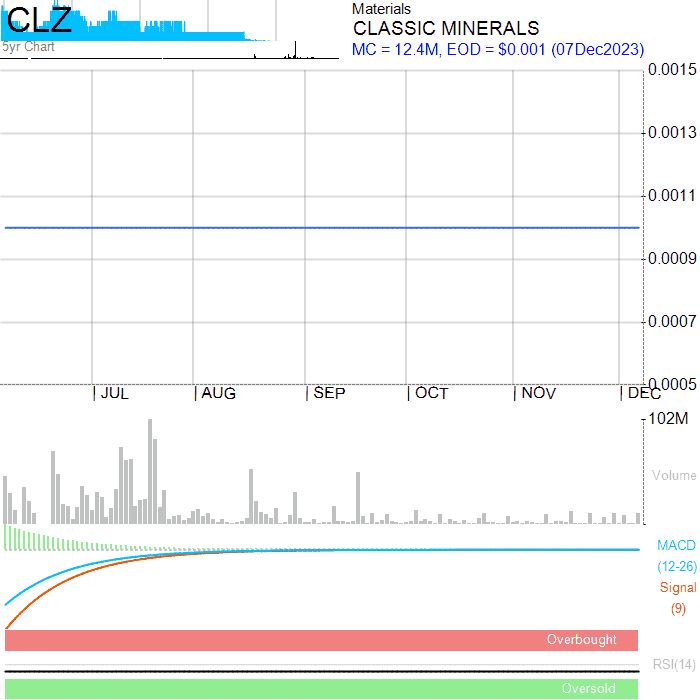 CLZ
5yr Chart
Materials
CLASSIC MINERALS
MC = 12.4M, EOD = $0.001 (07Dec2023)
0.0015
0.0013
0.0011
0.0009
0.0007
0.0005
JUL AUG SEP OCT NOV DEC
102M
Volume
MACD
(12-26)
Signal
(9)
Overbought
RSI(14)
Oversold